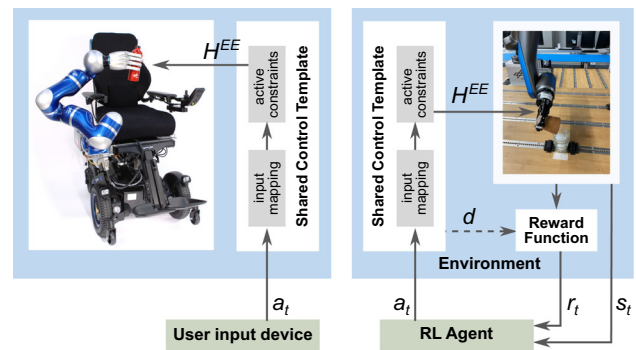 H^EE
active constraints
input mapping
Shared Control Template
a_t
User input device
Shared Control Template
active constraints
input mapping
H^EE
d
Reward
Function
Environment
a_t
r_t
s_t
RL Agent